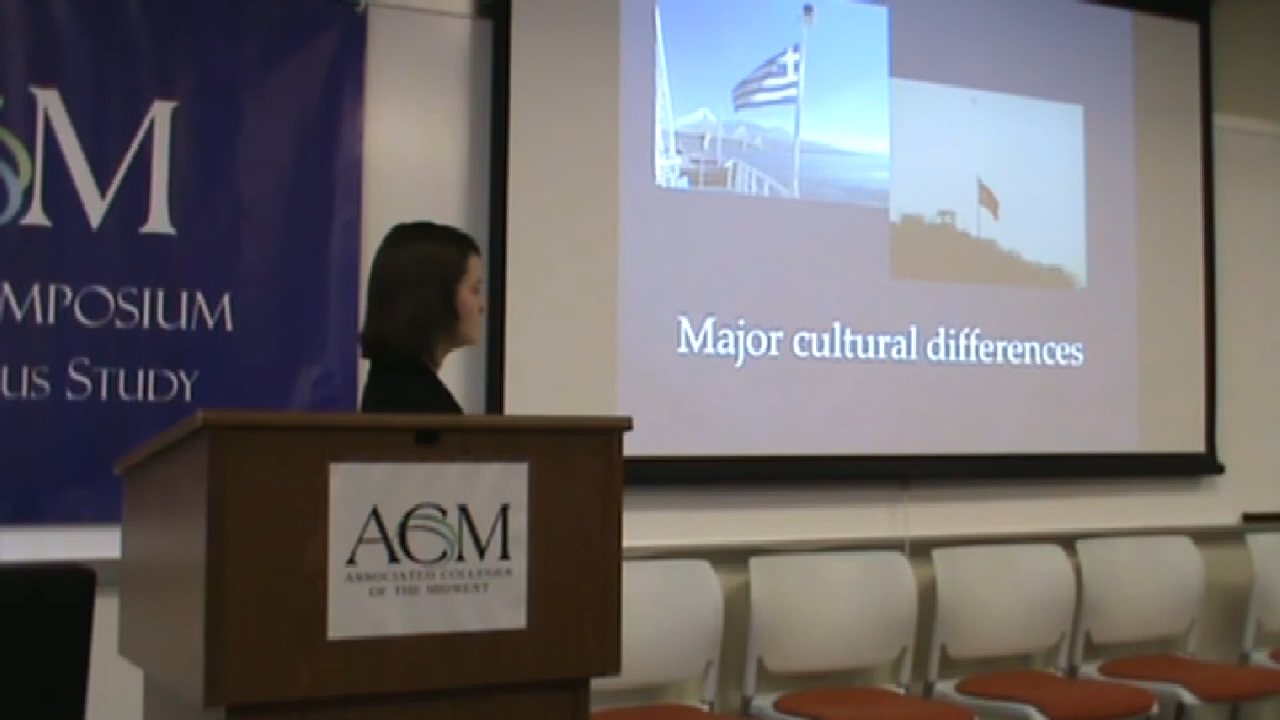 M
MPOSIUM
US STUDY
Major cultural differences
ACM
ASSOCIATED COLLEGES
OF THE MIDWEST